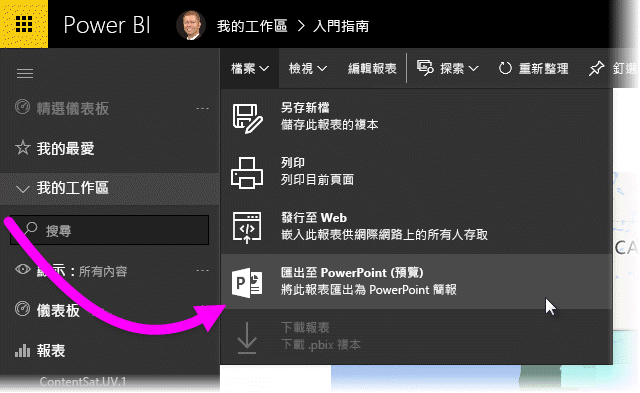 Power BI
我的工作區 > 入門指南
檔案 檢視 編輯報表 探索 重新整理 釘選
精選儀表板 ...
我的最愛
我的工作區
搜尋
顯示：所有內容 ...
儀表板
報表
ContentSat.UV.1
另存新檔
儲存此報表的複本
列印
列印目前頁面
發行至 Web
嵌入此報表供網際網路上的所有人存取
匯出至 PowerPoint (預覽)
將此報表匯出為 PowerPoint 簡報
下載報表
下載 .pbix 複本
CA